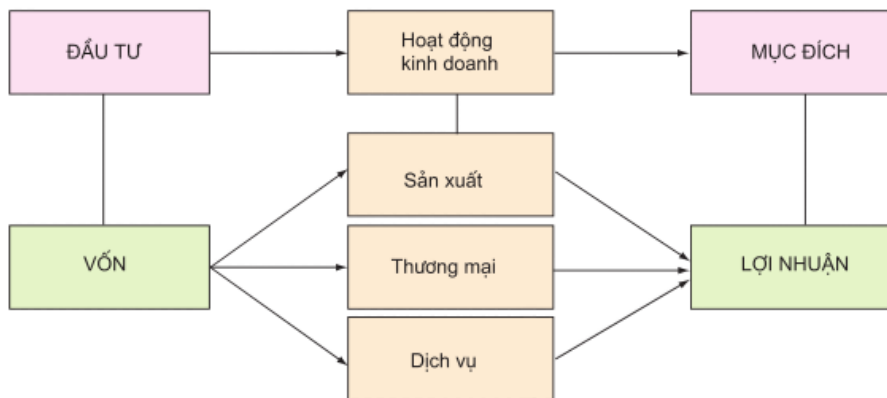 ĐẦU TƯ
Hoạt động
kinh doanh
MỤC ĐÍCH
Sản xuất
VỐN
Thương mại
LỢI NHUẬN
Dịch vụ